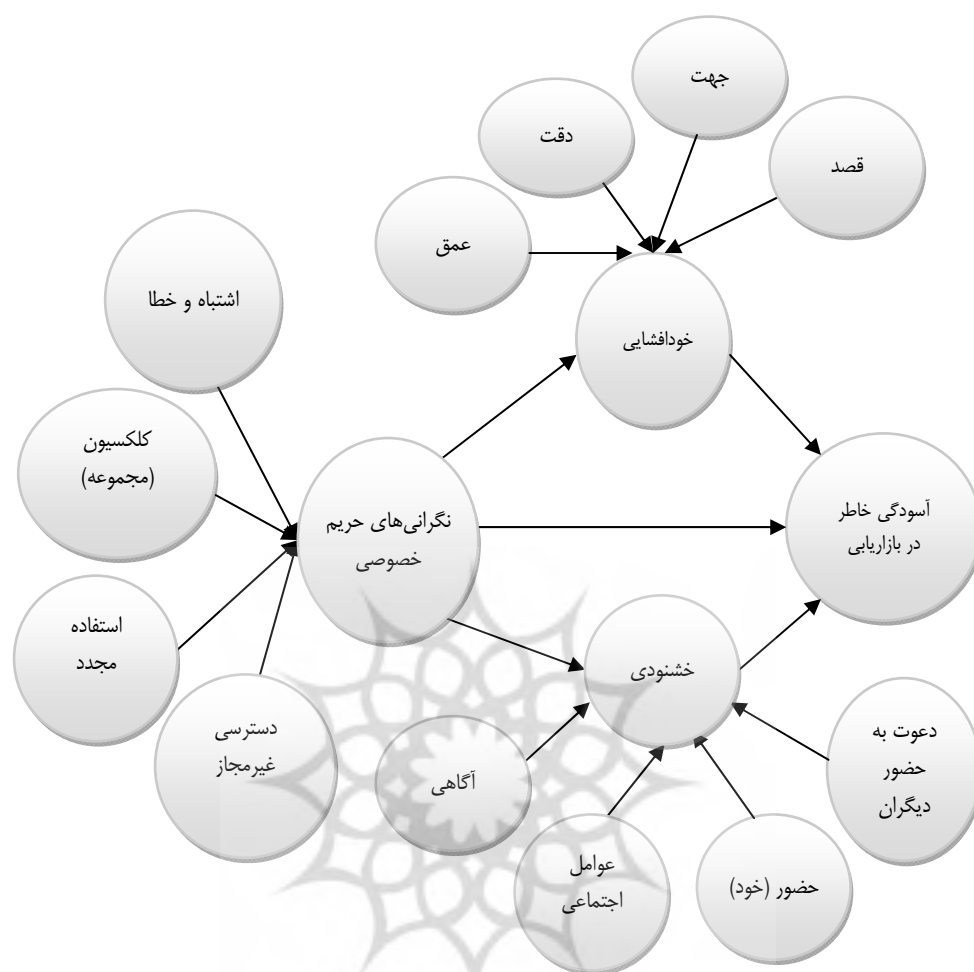 جهت
دقت
قصد
عمق
اشتباه و خطا
خودافشایی
کلکسیون
(مجموعه)
نگرانی‌های حریم
خصوصی
آسودگی خاطر
در بازاریابی
استفاده
مجدد
خشنودی
دسترسی
غیرمجاز
آگاهی
دعوت به
حضور
دیگران
عوامل
اجتماعی
حضور (خود)